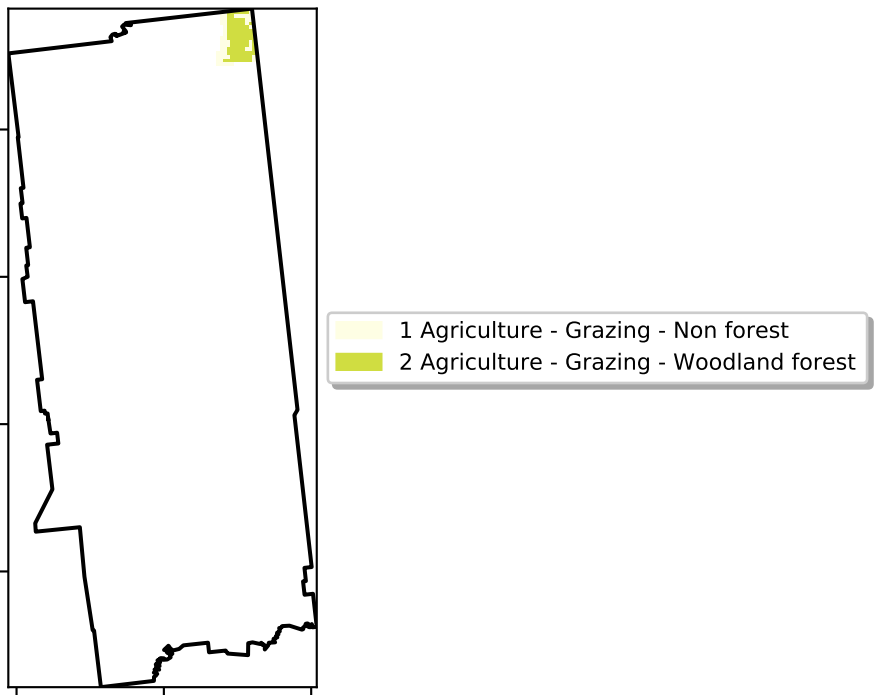 1 Agriculture - Grazing - Non forest
2 Agriculture - Grazing - Woodland forest